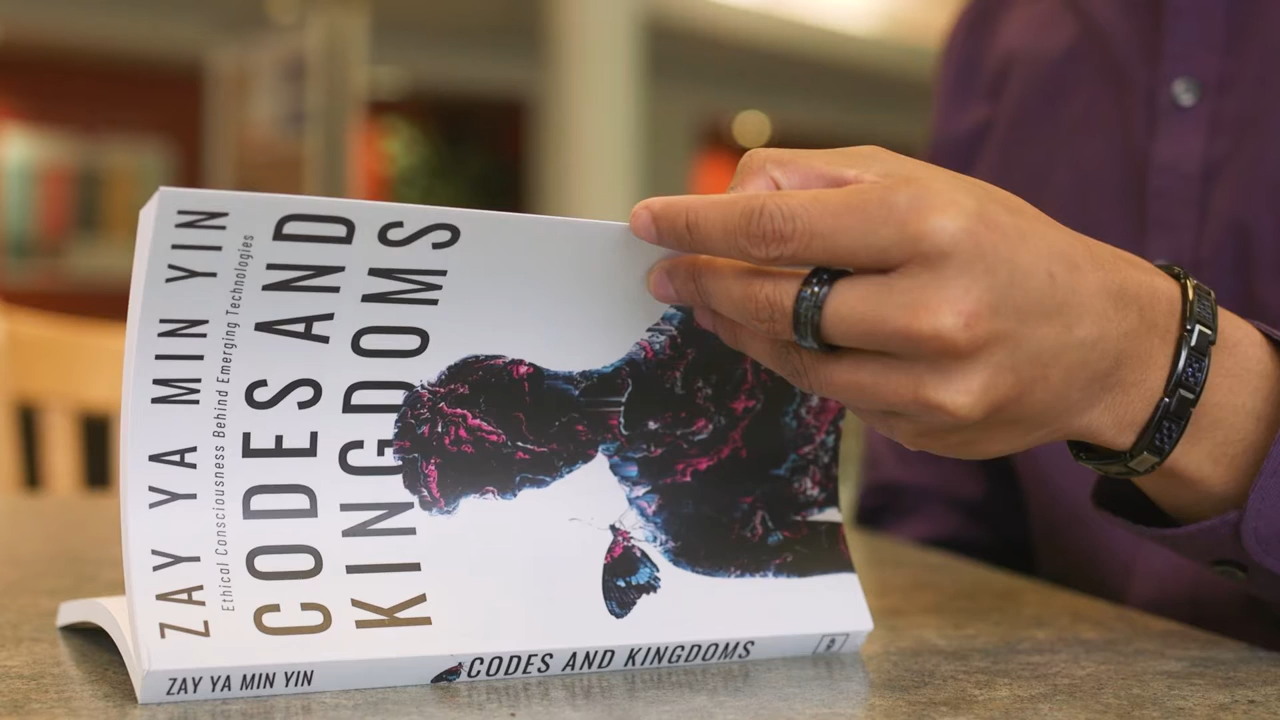 ZAY YA MIN YIN
Ethical Consciousness Behind Emerging Technologies
CODES AND
KINGDOMS
ZAY YA MIN YIN
CODES AND KINGDOMS